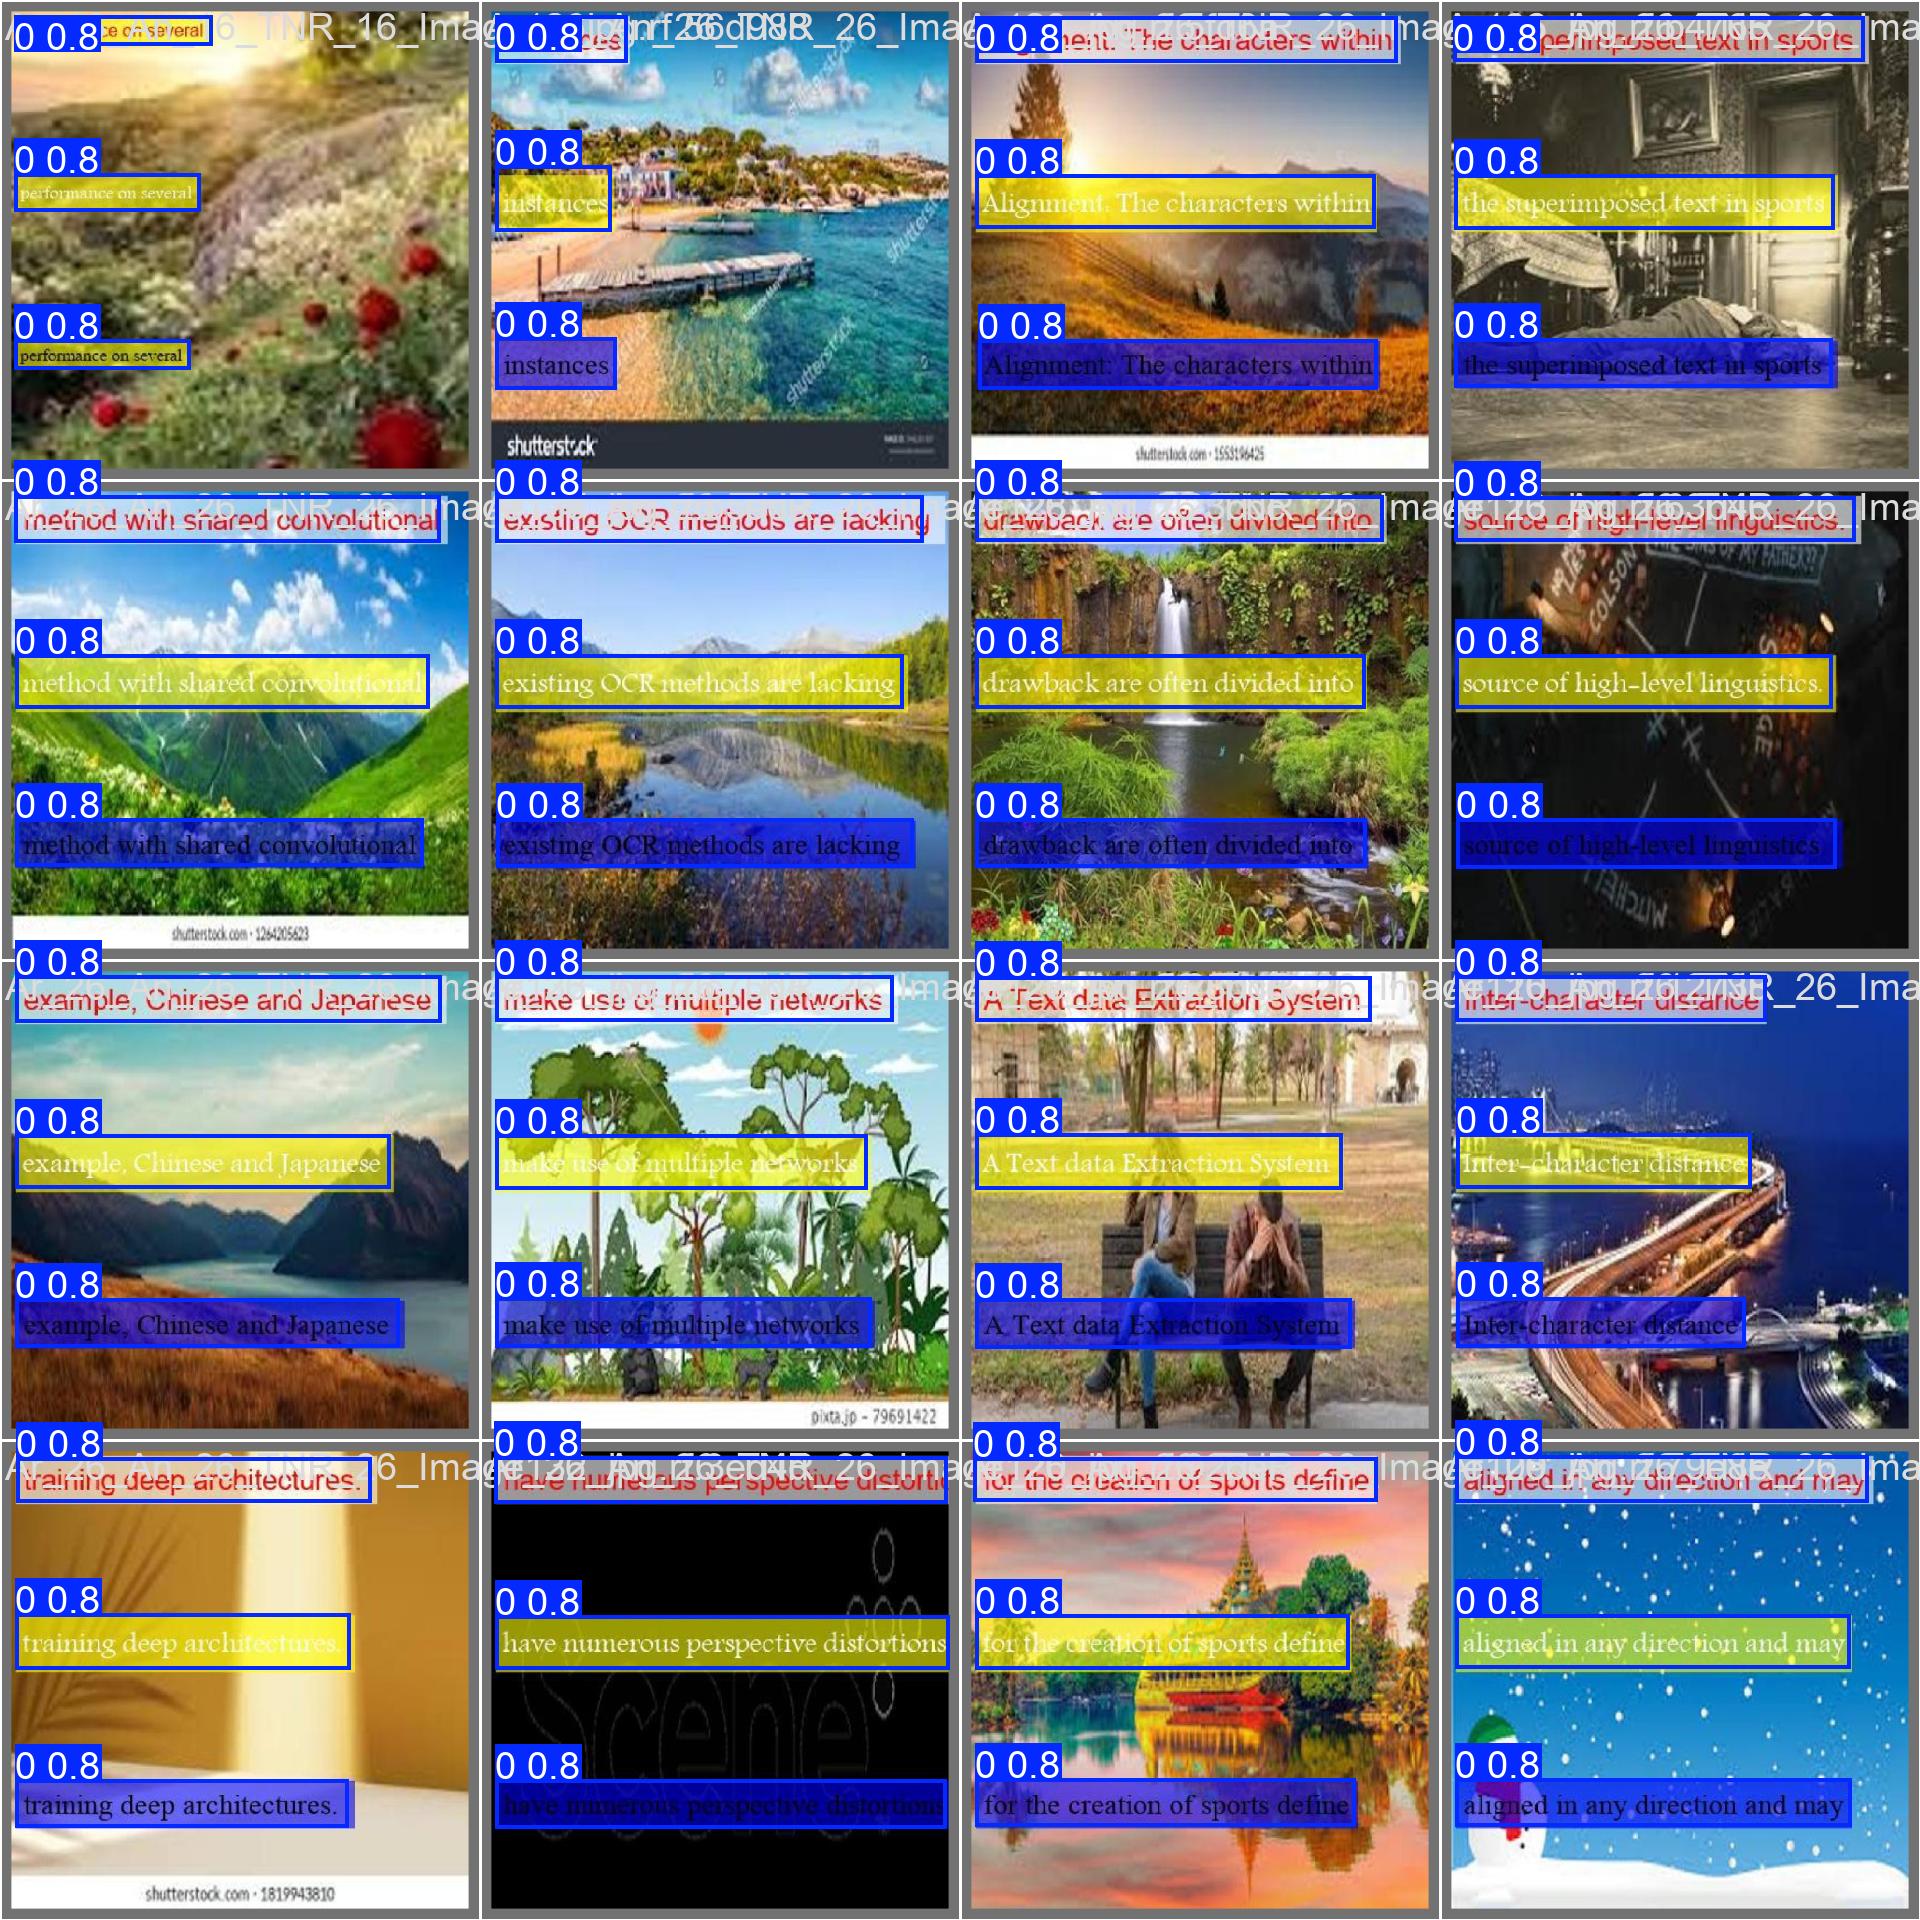 0 0.8 ce on several
0 0.8
performance on several
0 0.8
performance on several
0 0.8
0 0.8
instances
0 0.8
instances
shutterstock
0 0.8 The characters within
0 0.8
Alignment: The characters within
0 0.8
Alignment: The characters within
shutterstock.com · 1553196425
0 0.8 perimposed text in sports
0 0.8
the superimposed text in sports
0 0.8
the superimposed text in sports
0 0.8
method with shared convolutional
0 0.8
method with shared convolutional
0 0.8
method with shared convolutional
shutterstock.com · 1264205623
0 0.8
existing OCR methods are lacking
0 0.8
existing OCR methods are lacking
0 0.8
existing OCR methods are lacking
0 0.8
drawback are often divided into
0 0.8
drawback are often divided into
0 0.8
drawback are often divided into
0 0.8
source of high-level linguistics.
COLSON
0 0.8
source of high-level linguistics.
0 0.8
source of high-level linguistics.
0 0.8
example, Chinese and Japanese
0 0.8
example, Chinese and Japanese
0 0.8
example, Chinese and Japanese
0 0.8
make use of multiple networks
0 0.8
make use of multiple networks
0 0.8
make use of multiple networks
pixta.jp - 79691422
0 0.8
A Text data Extraction System
0 0.8
A Text data Extraction System
0 0.8
A Text data Extraction System
0 0.8
Inter-character distance
0 0.8
Inter-character distance
0 0.8
Inter-character distance
0 0.8
training deep architectures.
0 0.8
training deep architectures.
0 0.8
training deep architectures.
shutterstock.com · 1819943810
0 0.8
have numerous perspective distorti
0 0.8
have numerous perspective distortions
Scene
0 0.8
have numerous perspective distortions
0 0.8
for the creation of sports define
0 0.8
for the creation of sports define
0 0.8
for the creation of sports define
0 0.8
aligned in any direction and may
0 0.8
aligned in any direction and may
0 0.8
aligned in any direction and may